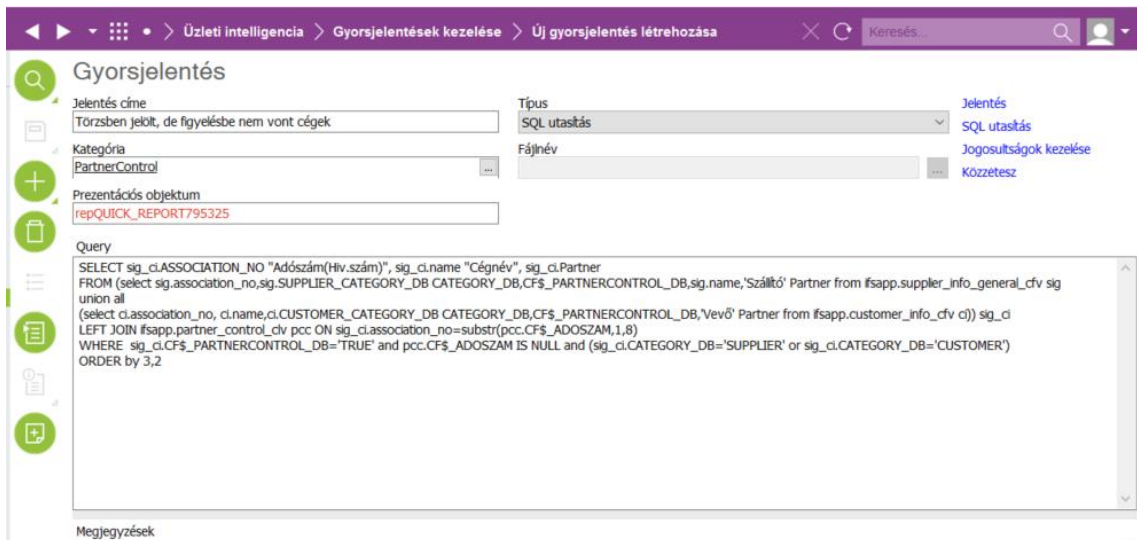 Üzleti intelligencia > Gyorsjelentések kezelése > Új gyorsjelentés létrehozása
Keresés...
Gyorsjelentés
Jelentés címe
Törzsben jelölt, de figyelésbe nem vont cégek
Típus
SQL utasítás
Jelentés
SQL utasítás
Jogosultságok kezelése
Közzétesz
Kategória
PartnerControl
...
Fájlnév
...
Prezentációs objektum
repQUICK_REPORT795325
Query
SELECT sig_ci.ASSOCIATION_NO "Adószám(Hiv.szám)", sig_ci.name "Cégnév", sig_ci.Partner
FROM (select sig.association_no,sig.SUPPLIER_CATEGORY_DB CATEGORY_DB,CF$_PARTNERCONTROL_DB,sig.name,'Szállító' Partner from ifsapp.supplier_info_general_cfv sig
union all
(select ci.association_no, ci.name,ci.CUSTOMER_CATEGORY_DB CATEGORY_DB,CF$_PARTNERCONTROL_DB,'Vevő' Partner from ifsapp.customer_info_cfv ci)) sig_ci
LEFT JOIN ifsapp.partner_control_clv pcc ON sig_ci.association_no=substr(pcc.CF$_ADOSZAM,1,8)
WHERE sig_ci.CF$_PARTNERCONTROL_DB='TRUE' and pcc.CF$_ADOSZAM IS NULL and (sig_ci.CATEGORY_DB='SUPPLIER' or sig_ci.CATEGORY_DB='CUSTOMER')
ORDER by 3,2
Megjegyzések